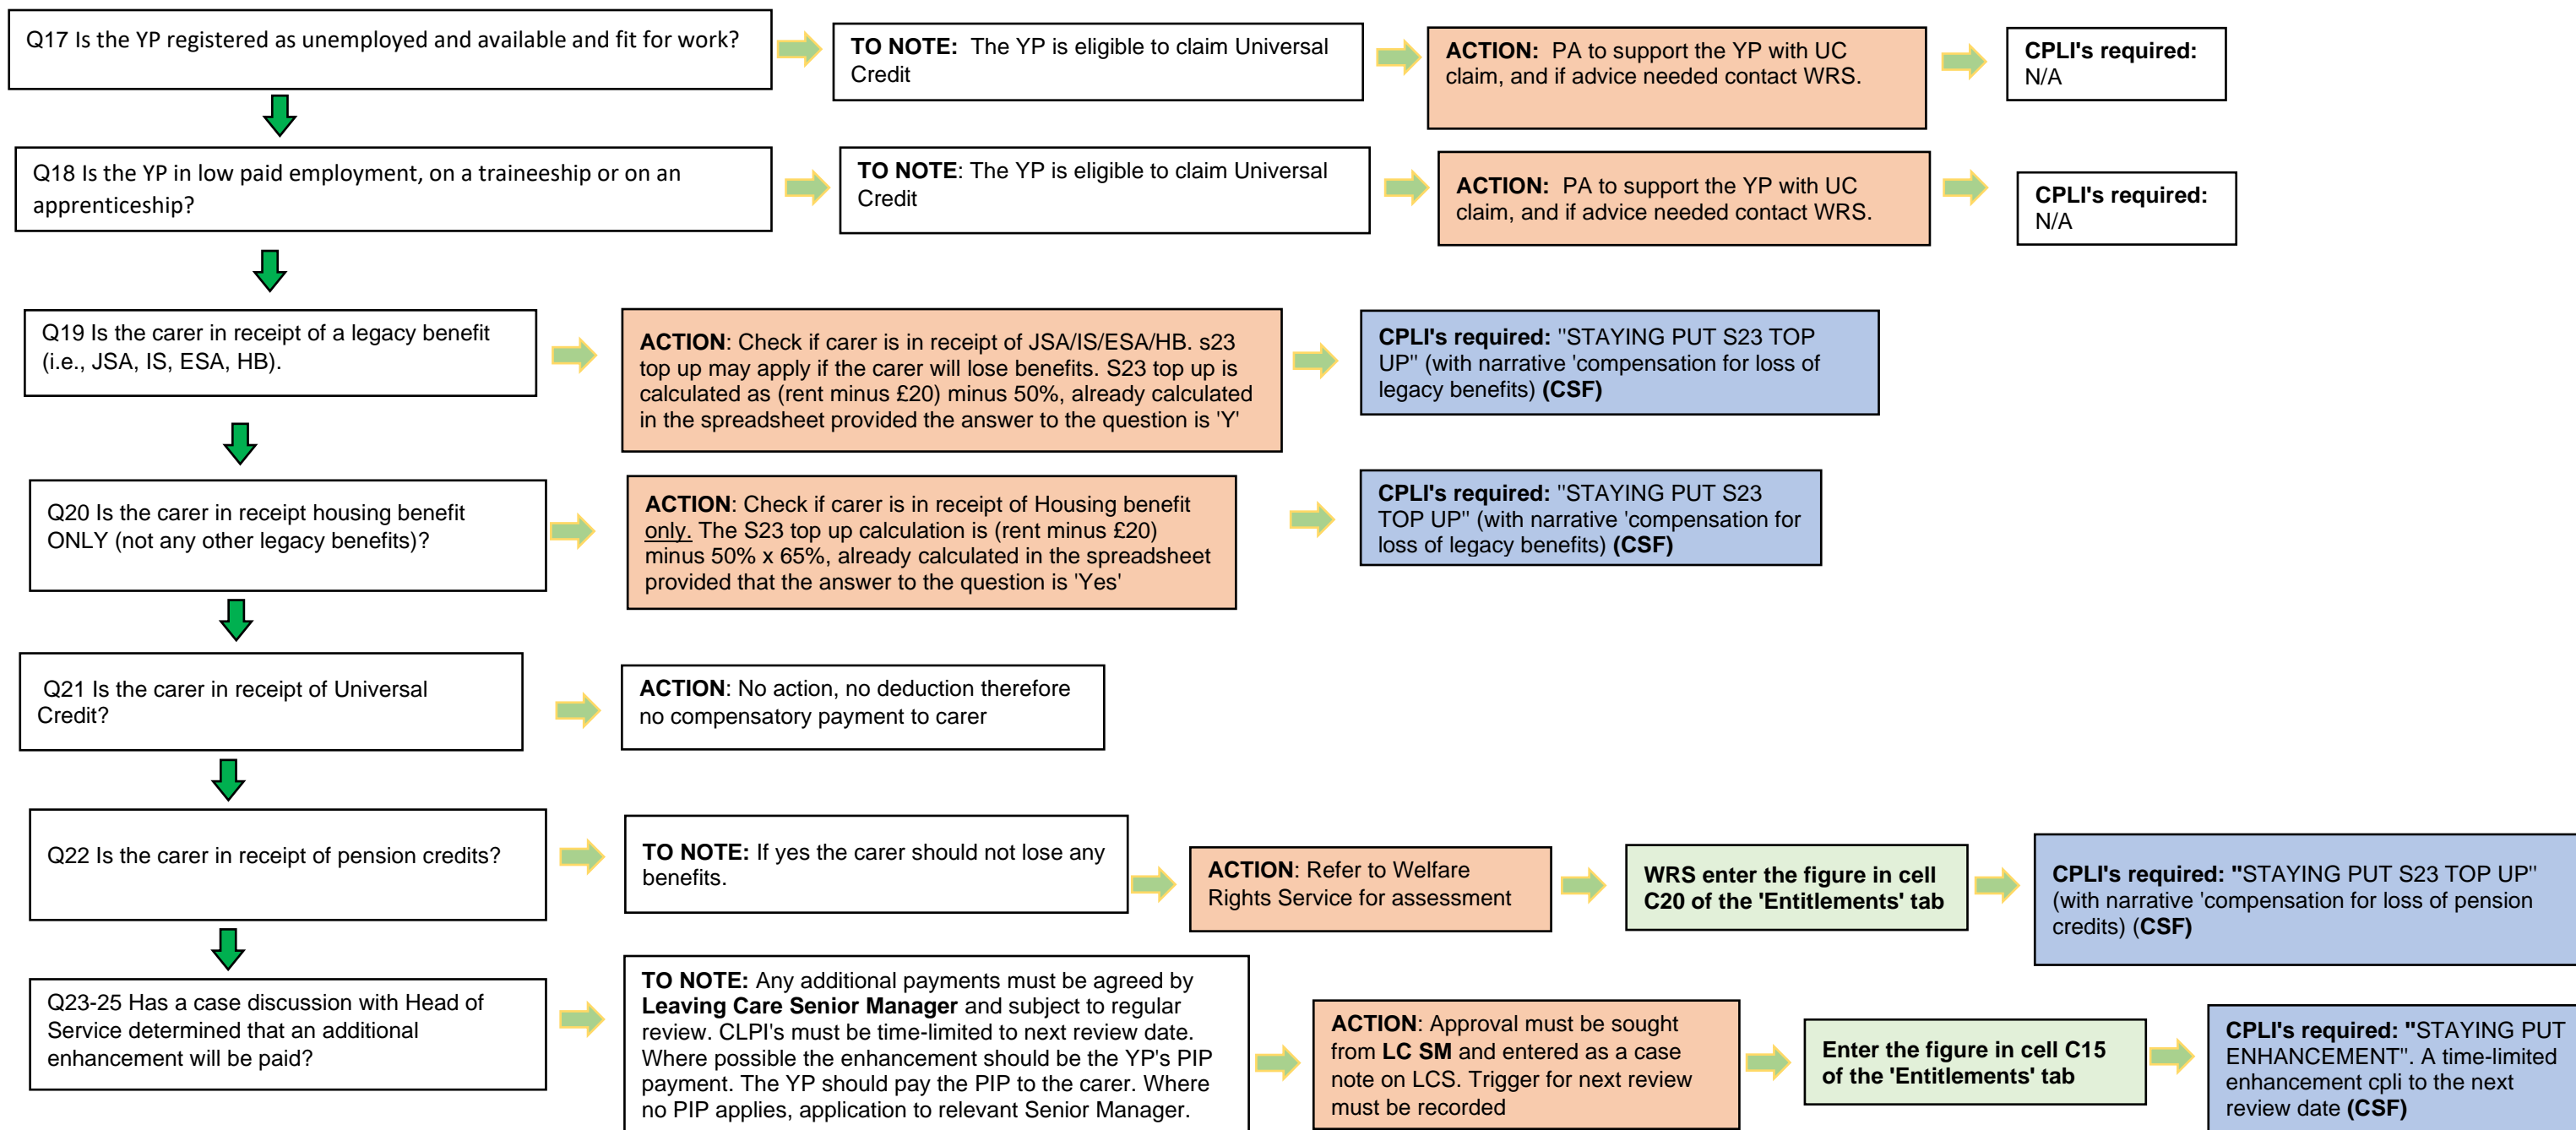 Q17 Is the YP registered as unemployed and available and fit for work?
TO NOTE: The YP is eligible to claim Universal
Credit
ACTION: PA to support the YP with UC
claim, and if advice needed contact WRS.
CPLI's required:
N/A
Q18 Is the YP in low paid employment, on a traineeship or on an
apprenticeship?
TO NOTE: The YP is eligible to claim Universal
Credit
ACTION: PA to support the YP with UC
claim, and if advice needed contact WRS.
CPLI's required:
N/A
Q19 Is the carer in receipt of a legacy benefit
(i.e., JSA, IS, ESA, HB).
ACTION: Check if carer is in receipt of JSA/IS/ESA/HB. s23
top up may apply if the carer will lose benefits. S23 top up is
calculated as (rent minus £20) minus 50%, already calculated
in the spreadsheet provided the answer to the question is 'Y'
CPLI's required: "STAYING PUT S23 TOP
UP" (with narrative 'compensation for loss of
legacy benefits) (CSF)
Q20 Is the carer in receipt housing benefit
ONLY (not any other legacy benefits)?
ACTION: Check if carer is in receipt of Housing benefit
only. The S23 top up calculation is (rent minus £20)
minus 50% x 65%, already calculated in the spreadsheet
provided that the answer to the question is 'Yes'
CPLI's required: "STAYING PUT S23
TOP UP" (with narrative 'compensation for
loss of legacy benefits) (CSF)
Q21 Is the carer in receipt of Universal
Credit?
ACTION: No action, no deduction therefore
no compensatory payment to carer
Q22 Is the carer in receipt of pension credits?
TO NOTE: If yes the carer should not lose any
benefits.
ACTION: Refer to Welfare
Rights Service for assessment
WRS enter the figure in cell
C20 of the 'Entitlements' tab
CPLI's required: "STAYING PUT S23 TOP UP"
(with narrative 'compensation for loss of pension
credits) (CSF)
Q23-25 Has a case discussion with Head of
Service determined that an additional
enhancement will be paid?
TO NOTE: Any additional payments must be agreed by
Leaving Care Senior Manager and subject to regular
review. CLPI's must be time-limited to next review date.
Where possible the enhancement should be the YP's PIP
payment. The YP should pay the PIP to the carer. Where
no PIP applies, application to relevant Senior Manager.
ACTION: Approval must be sought
from LC SM and entered as a case
note on LCS. Trigger for next review
must be recorded
Enter the figure in cell C15
of the 'Entitlements' tab
CPLI's required: "STAYING PUT
ENHANCEMENT". A time-limited
enhancement cpli to the next
review date (CSF)